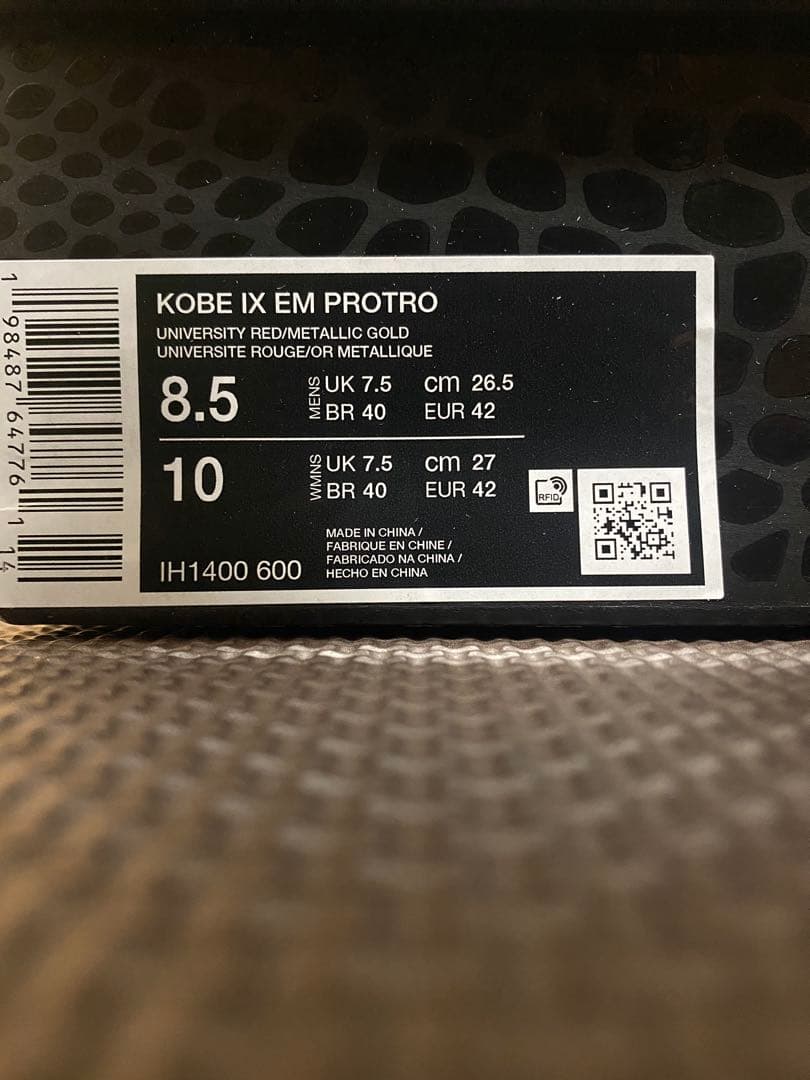 KOBE IX EM PROTRO
UNIVERSITY RED/METALLIC GOLD
UNIVERSITE ROUGE/OR METALLIQUE
8.5 MENS UK 7.5 cm 26.5
BR 40 EUR 42
10 WMNS UK 7.5 cm 27
BR 40 EUR 42
RFID
MADE IN CHINA /
FABRIQUE EN CHINE /
FABRICADO NA CHINA /
HECHO EN CHINA
IH1400 600
1 98487 64776 1 14